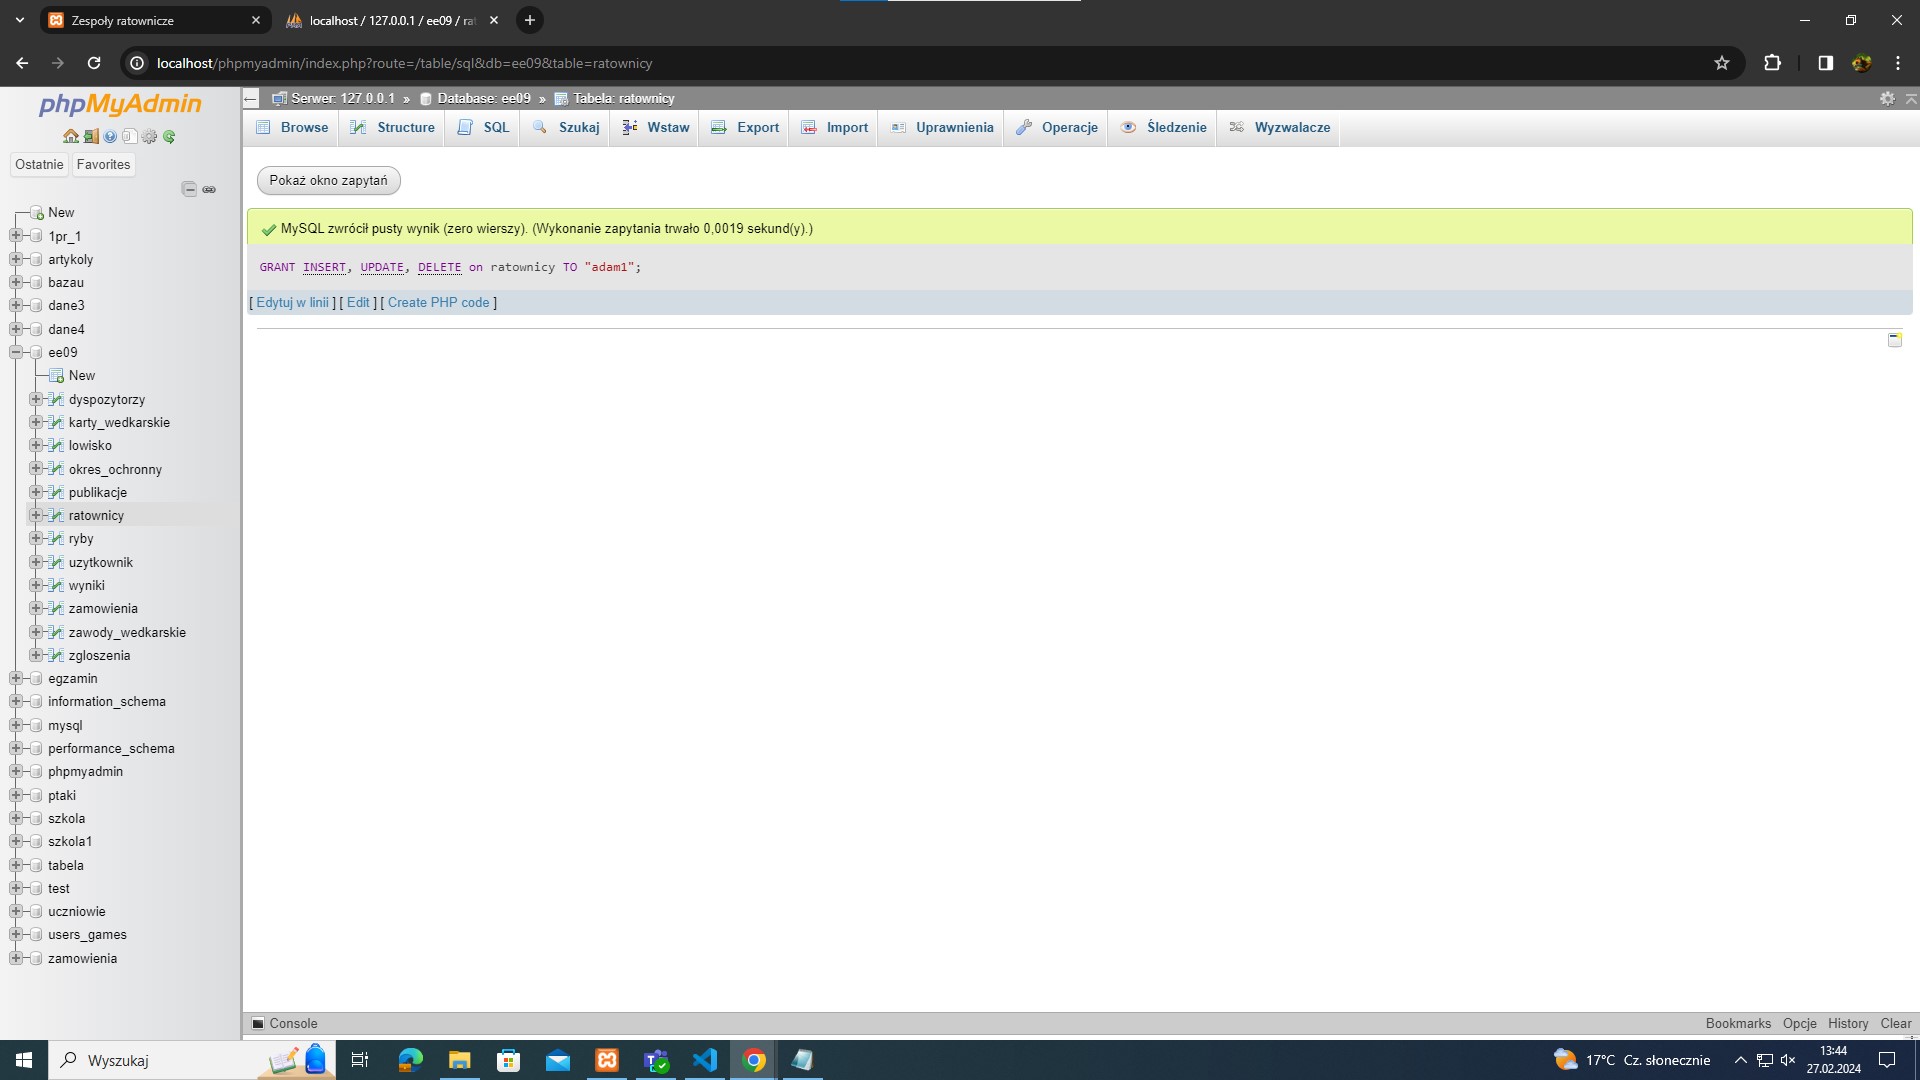 Zespoły ratownicze
localhost / 127.0.0.1 / ee09 / rat
localhost/phpmyadmin/index.php?route=/table/sql&db=ee09&table=ratownicy
phpMyAdmin
Ostatnie Favorites
New
1pr_1
artykoly
bazau
dane3
dane4
ee09
New
dyspozytorzy
karty_wedkarskie
lowisko
okres_ochronny
publikacje
ratownicy
ryby
uzytkownik
wyniki
zamowienia
zawody_wedkarskie
zgloszenia
egzamin
information_schema
mysql
performance_schema
phpmyadmin
ptaki
szkola
szkola1
tabela
test
uczniowie
users_games
zamowienia
Serwer: 127.0.0.1 » Database: ee09 » Tabela: ratownicy
Browse Structure SQL Szukaj Wstaw Export Import Uprawnienia Operacje Śledzenie Wyzwalacze
Pokaż okno zapytań
MySQL zwrócił pusty wynik (zero wierszy). (Wykonanie zapytania trwało 0,0019 sekund(y).)
GRANT INSERT, UPDATE, DELETE on ratownicy TO "adam1";
[ Edytuj w linii ] [ Edit ] [ Create PHP code ]
Console Bookmarks Opcje History Clear
Wyszukaj
17°C Cz. słonecznie
13:44
27.02.2024